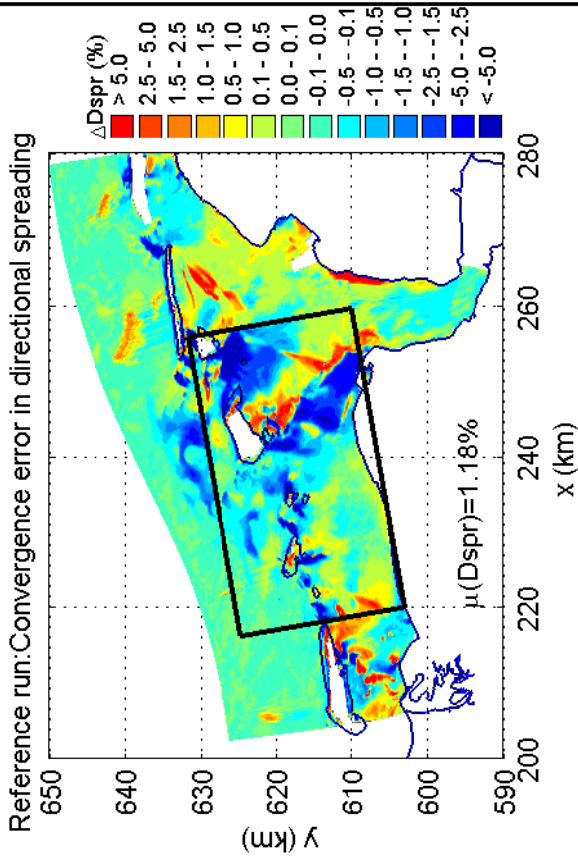 Reference run:Convergence error in directional spreading
△Dspr (%)
> 5.0
2.5 - 5.0
1.5 - 2.5
1.0 - 1.5
0.5 - 1.0
0.1 - 0.5
0.0 - 0.1
-0.1 - 0.0
-0.5 - -0.1
-1.0 - -0.5
-1.5 - -1.0
-2.5 - -1.5
-5.0 - -2.5
< -5.0
650
640
630
620
610
600
590
y (km)
μ(Dspr)=1.18%
200
220
240
260
280
x (km)